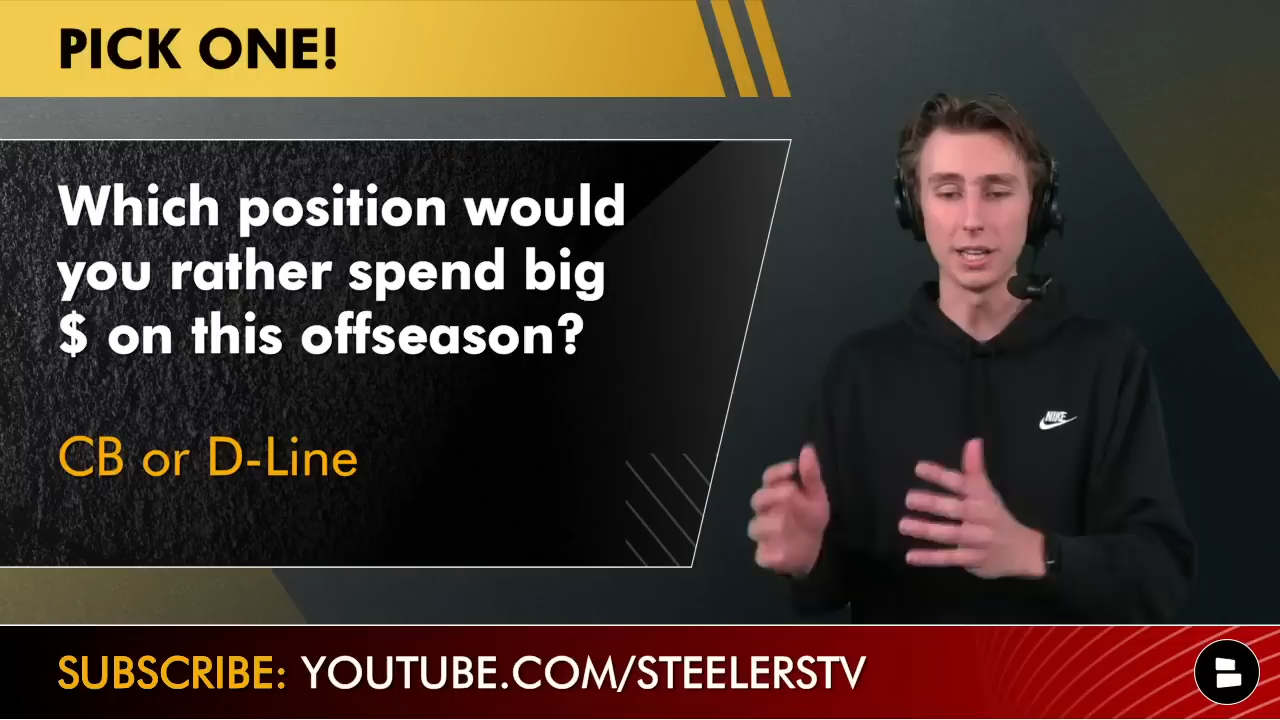 PICK ONE!
Which position would
you rather spend big
$ on this offseason?
CB or D-Line
NIKE
SUBSCRIBE: YOUTUBE.COM/STEELERSTV